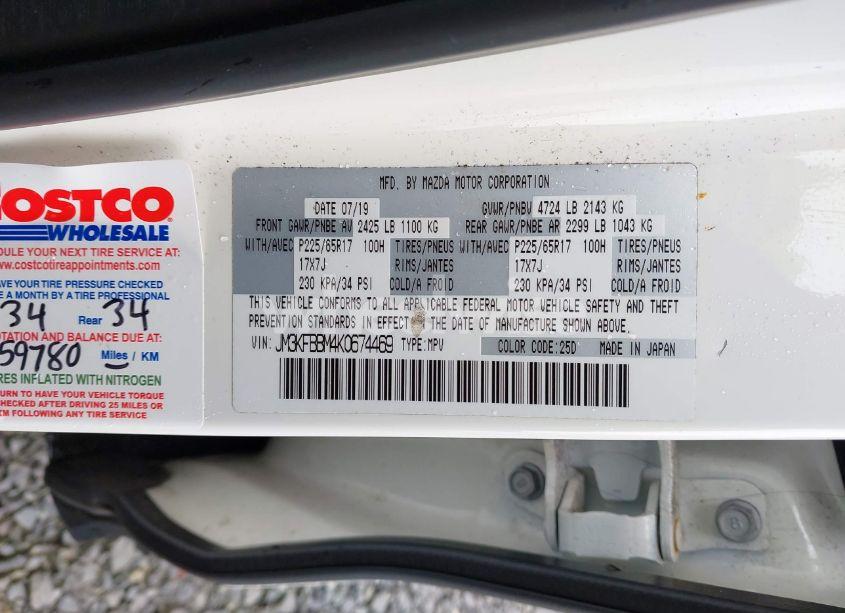 COSTCO
WHOLESALE
DULE YOUR NEXT TIRE SERVICE AT:
www.costcotireappointments.com
AVE YOUR TIRE PRESSURE CHECKED
E A MONTH BY A TIRE PROFESSIONAL
34 Rear 34
OTATION AND BALANCE DUE AT:
59780 Miles / KM
RES INFLATED WITH NITROGEN
RN TO HAVE YOUR VEHICLE TORQUE
CHECKED AFTER DRIVING 25 MILES OR
KM FOLLOWING ANY TIRE SERVICE
MFD. BY MAZDA MOTOR CORPORATION
DATE 07/19 GVWR/PNBV 4724 LB 2143 KG
FRONT GAWR/PNBE AV 2425 LB 1100 KG REAR GAWR/PNBE AR 2299 LB 1043 KG
WITH/AVEC P225/65R17 100H TIRES/PNEUS WITH/AVEC P225/65R17 100H TIRES/PNEUS
17X7J RIMS/JANTES 17X7J RIMS/JANTES
230 KPA/34 PSI COLD/A FROID 230 KPA/34 PSI COLD/A FROID
THIS VEHICLE CONFORMS TO ALL APPLICABLE FEDERAL MOTOR VEHICLE SAFETY AND THEFT
PREVENTION STANDARDS IN EFFECT ON THE DATE OF MANUFACTURE SHOWN ABOVE.
VIN: JM3KFBBM4K0674469 TYPE: MPV COLOR CODE: 25D MADE IN JAPAN
8